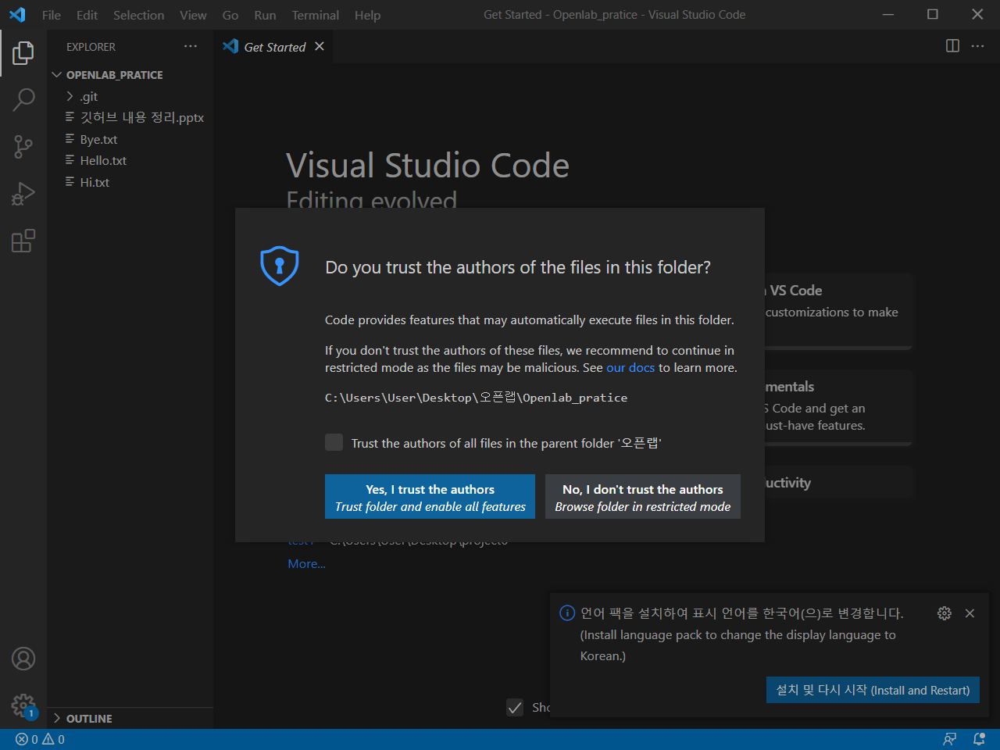 File Edit Selection View Go Run Terminal Help
Get Started - Openlab_pratice - Visual Studio Code
EXPLORER
Get Started
OPENLAB_PRATICE
.git
깃허브 내용 정리.pptx
Bye.txt
Hello.txt
Hi.txt
OUTLINE
Visual Studio Code
Editing evolved
VS Code
customizations to make
Code and get an
features.
More...
Do you trust the authors of the files in this folder?
Code provides features that may automatically execute files in this folder.
If you don't trust the authors of these files, we recommend to continue in
restricted mode as the files may be malicious. See our docs to learn more.
C:\Users\User\Desktop\오픈랩\Openlab_pratice
Trust the authors of all files in the parent folder '오픈랩'
Yes, I trust the authors
Trust folder and enable all features
No, I don't trust the authors
Browse folder in restricted mode
언어 팩을 설치하여 표시 언어를 한국어(으)로 변경합니다.
(Install language pack to change the display language to
Korean.)
설치 및 다시 시작 (Install and Restart)
1
0 0